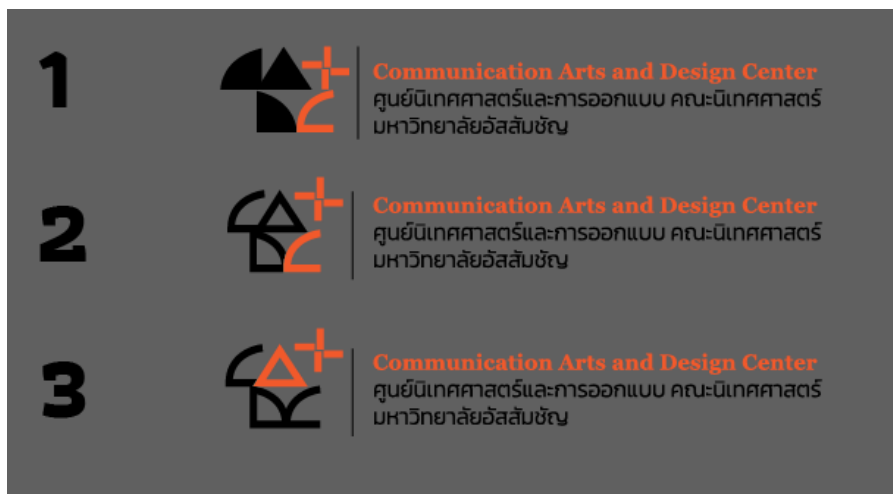 1
Communication Arts and Design Center
ศูนย์นิเทศศาสตร์และการออกแบบ คณะนิเทศศาสตร์
มหาวิทยาลัยอัสสัมชัญ
2
Communication Arts and Design Center
ศูนย์นิเทศศาสตร์และการออกแบบ คณะนิเทศศาสตร์
มหาวิทยาลัยอัสสัมชัญ
3
Communication Arts and Design Center
ศูนย์นิเทศศาสตร์และการออกแบบ คณะนิเทศศาสตร์
มหาวิทยาลัยอัสสัมชัญ